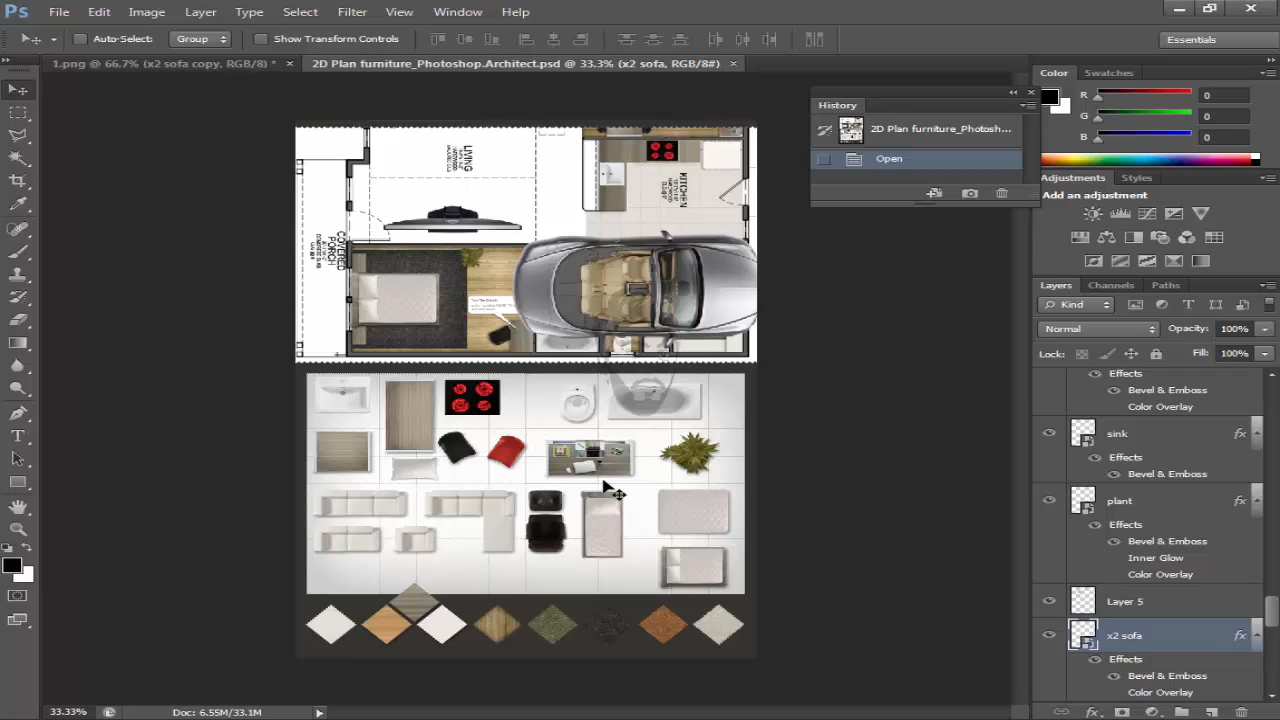 Ps File Edit Image Layer Type Select Filter View Window Help
Auto-Select: Group Show Transform Controls Essentials
1.png @ 66.7% (x2 sofa copy, RGB/8) * × 2D Plan furniture_Photoshop.Architect.psd @ 33.3% (x2 sofa, RGB/8#) ×
History
2D Plan furniture_Photosh...
Open
LIVING
KITCHEN
COVERED
PORCH
Color Swatches
R 0
G 0
B 0
Adjustments Styles
Add an adjustment
Layers Channels Paths
Kind
Normal Opacity: 100%
Lock: Fill: 100%
Effects
Bevel & Emboss
Color Overlay
sink fx
Effects
Bevel & Emboss
plant fx
Effects
Bevel & Emboss
Inner Glow
Color Overlay
Layer 5
x2 sofa fx
Effects
Bevel & Emboss
Color Overlay
33.33% Doc: 6.55M/33.1M
fx